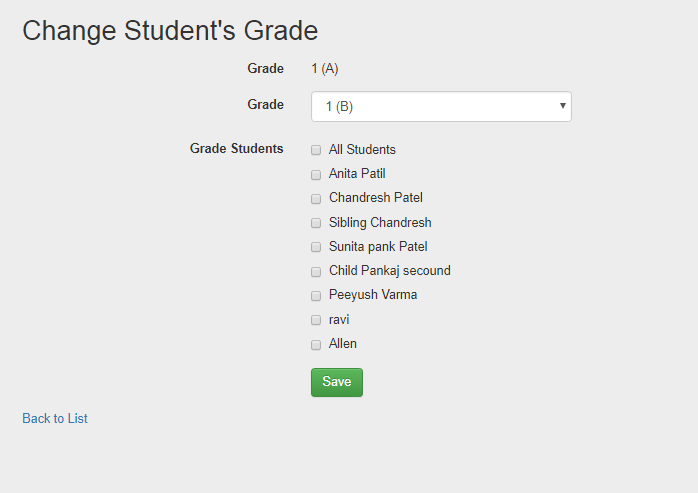 Change Student's Grade
Grade 1 (A)
Grade 1 (B)
Grade Students All Students
Anita Patil
Chandresh Patel
Sibling Chandresh
Sunita pank Patel
Child Pankaj secound
Peeyush Varma
ravi
Allen
Save
Back to List